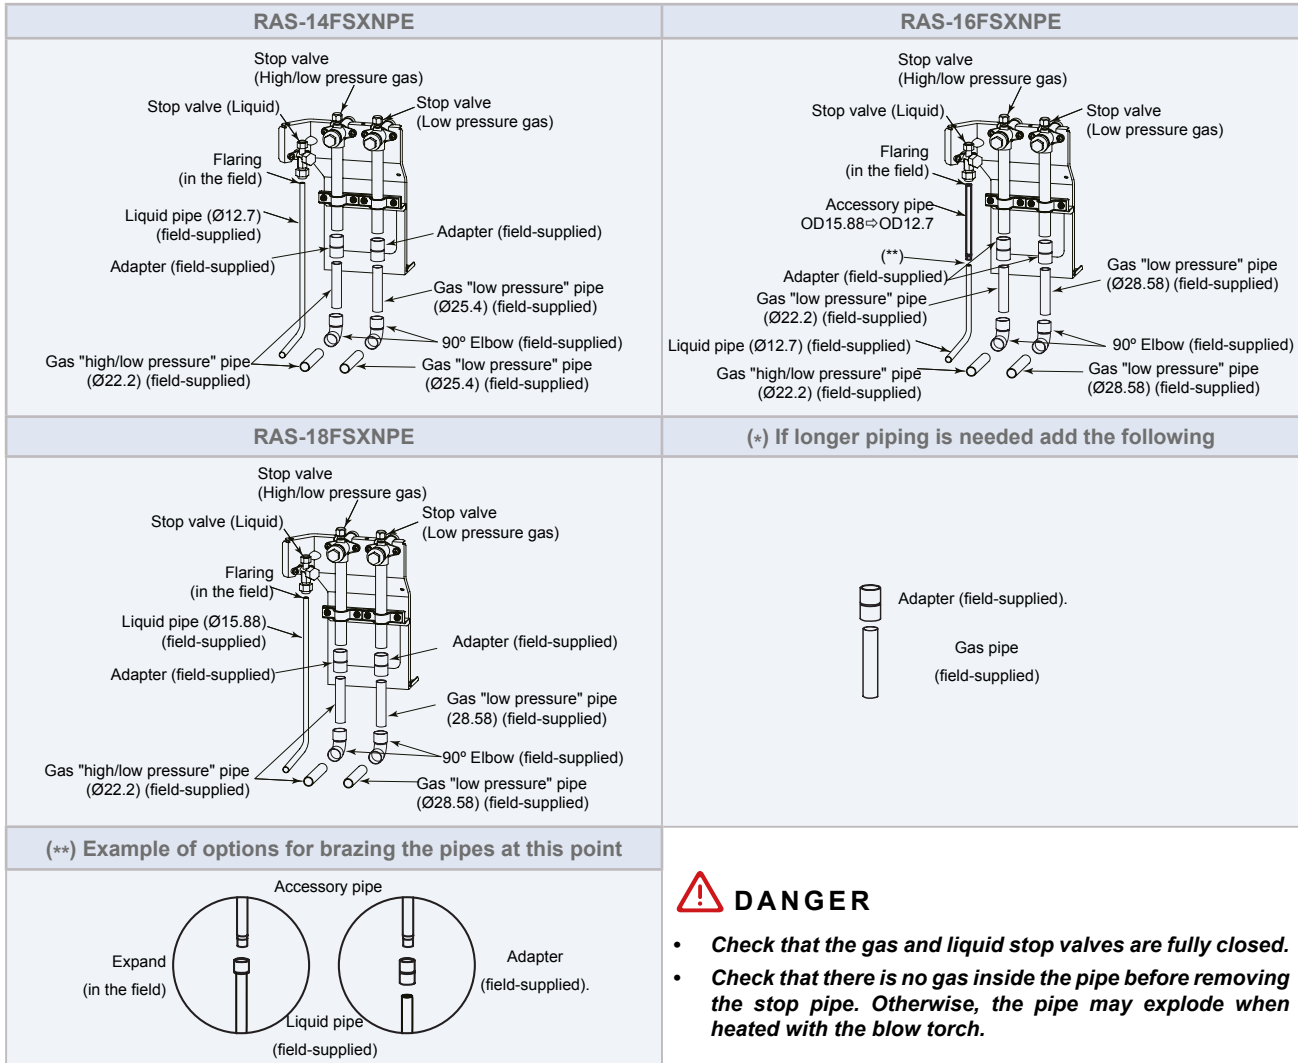 RAS-14FSXNPE
Stop valve
(High/low pressure gas)
Stop valve (Liquid)
Stop valve
(Low pressure gas)
Flaring
(in the field)
Liquid pipe (Ø12.7)
(field-supplied)
Adapter (field-supplied)
Adapter (field-supplied)
Gas "low pressure" pipe
(Ø25.4) (field-supplied)
90º Elbow (field-supplied)
Gas "high/low pressure" pipe
(Ø22.2) (field-supplied)
Gas "low pressure" pipe
(Ø25.4) (field-supplied)
RAS-16FSXNPE
Stop valve
(High/low pressure gas)
Stop valve (Liquid)
Stop valve
(Low pressure gas)
Flaring
(in the field)
Accessory pipe
OD15.88⇨OD12.7
(**)
Adapter (field-supplied)
Gas "low pressure" pipe
(Ø28.58) (field-supplied)
Gas "low pressure" pipe
(Ø22.2) (field-supplied)
Liquid pipe (Ø12.7) (field-supplied)
90º Elbow (field-supplied)
Gas "high/low pressure" pipe
(Ø22.2) (field-supplied)
Gas "low pressure" pipe
(Ø28.58) (field-supplied)
RAS-18FSXNPE
Stop valve
(High/low pressure gas)
Stop valve (Liquid)
Stop valve
(Low pressure gas)
Flaring
(in the field)
Liquid pipe (Ø15.88)
(field-supplied)
Adapter (field-supplied)
Adapter (field-supplied)
Gas "low pressure" pipe
(28.58) (field-supplied)
90º Elbow (field-supplied)
Gas "high/low pressure" pipe
(Ø22.2) (field-supplied)
Gas "low pressure" pipe
(Ø28.58) (field-supplied)
(*) If longer piping is needed add the following
Adapter (field-supplied).
Gas pipe
(field-supplied)
(**) Example of options for brazing the pipes at this point
Accessory pipe
Expand
(in the field)
Adapter
(field-supplied).
Liquid pipe
(field-supplied)
DANGER
• Check that the gas and liquid stop valves are fully closed.
• Check that there is no gas inside the pipe before removing
the stop pipe. Otherwise, the pipe may explode when
heated with the blow torch.